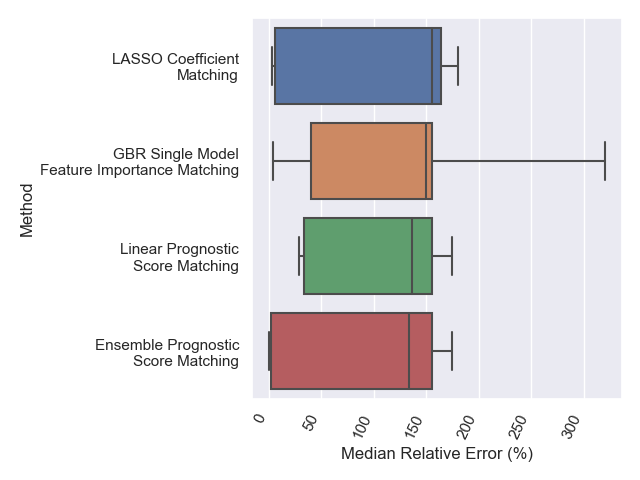 LASSO Coefficient
Matching
GBR Single Model
Feature Importance Matching
Linear Prognostic
Score Matching
Ensemble Prognostic
Score Matching
Method
0
50
100
150
200
250
300
Median Relative Error (%)